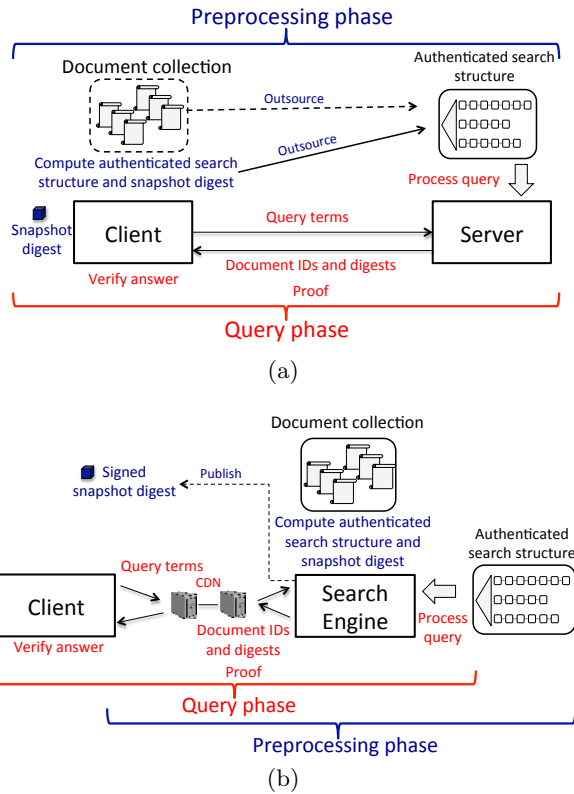 Preprocessing phase
Document collection
Authenticated search
structure
Outsource
Outsource
Compute authenticated search
structure and snapshot digest
Process query
Snapshot
digest
Client
Query terms
Server
Document IDs and digests
Verify answer
Proof
Query phase
(a)
Document collection
Signed
snapshot digest
Publish
Compute authenticated
search structure and
snapshot digest
Authenticated
search structure
Query terms
CDN
Client
Search
Engine
Process
query
Document IDs
and digests
Verify answer
Proof
Query phase
Preprocessing phase
(b)